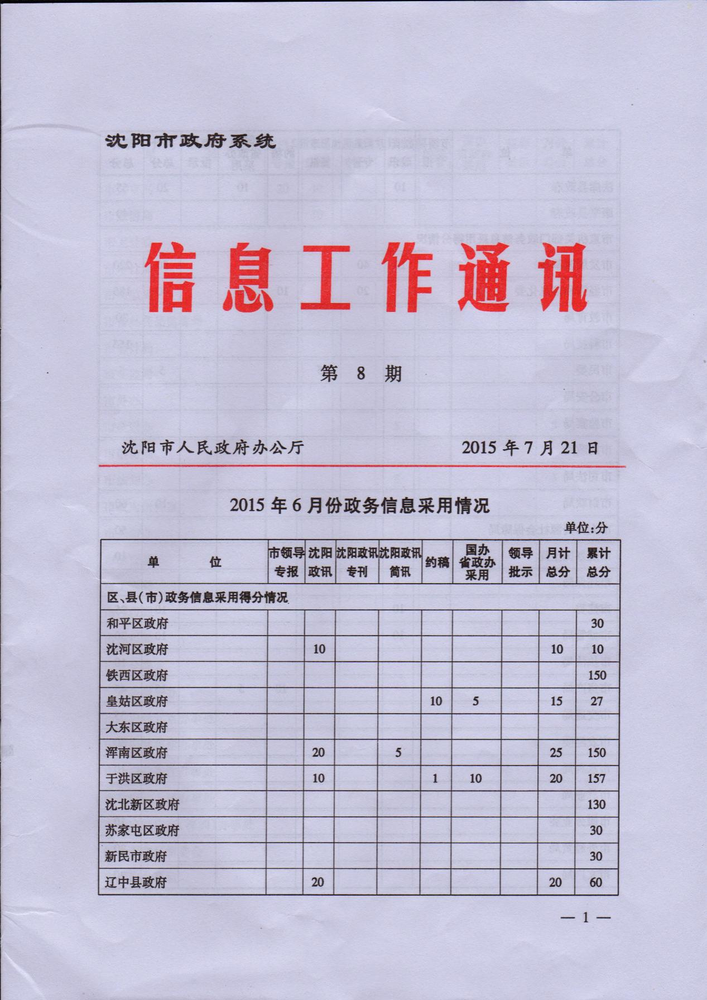 沈阳市政府系统
信息工作通讯
第 8 期
沈阳市人民政府办公厅 2015 年 7 月 21 日
2015 年 6 月份政务信息采用情况
单位:分
单 位 市领导专报 沈阳政讯 沈阳政讯专刊 沈阳政讯简讯 约稿 国办省政办采用 领导批示 月计总分 累计总分
区、县(市)政务信息采用得分情况
和平区政府 30
沈河区政府 10 10 10
铁西区政府 150
皇姑区政府 10 5 15 27
大东区政府
浑南区政府 20 5 25 150
于洪区政府 10 1 10 20 157
沈北新区政府 130
苏家屯区政府 30
新民市政府 30
辽中县政府 20 20 60
— 1 —